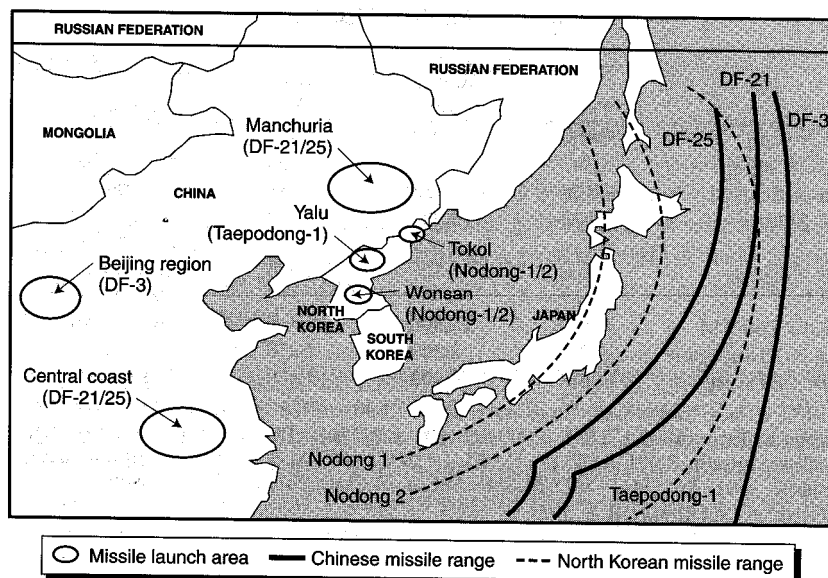 RUSSIAN FEDERATION
RUSSIAN FEDERATION
MONGOLIA
CHINA
Manchuria
(DF-21/25)
Yalu
(Taepodong-1)
Tokol
(Nodong-1/2)
Beijing region
(DF-3)
Wonsan
(Nodong-1/2)
NORTH
KOREA
SOUTH
KOREA
JAPAN
Central coast
(DF-21/25)
DF-21
DF-3
DF-25
Nodong 1
Nodong 2
Taepodong-1
Missile launch area
Chinese missile range
North Korean missile range